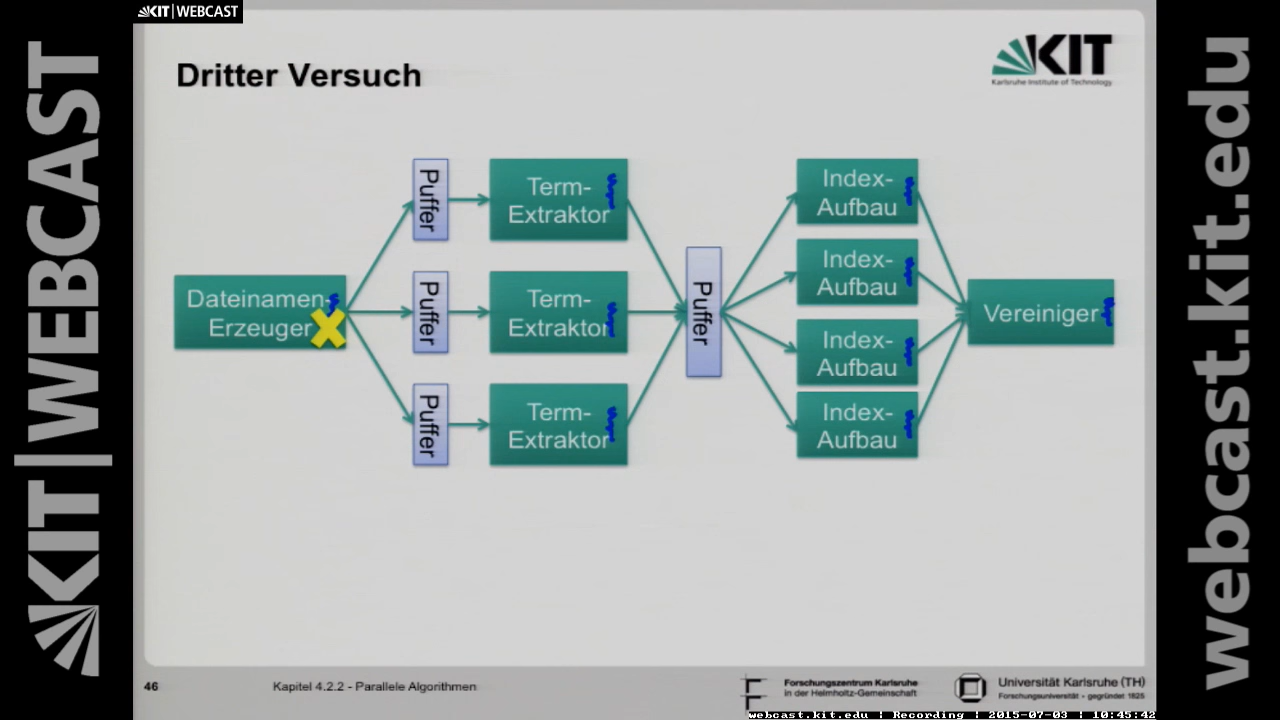 KIT|WEBCAST
KIT|WEBCAST
webcast.kit.edu
Dritter Versuch
KIT
Karlsruhe Institute of Technology
Dateinamen-
Erzeuger
Puffer
Puffer
Puffer
Term-
Extraktor
Term-
Extraktor
Term-
Extraktor
Puffer
Index-
Aufbau
Index-
Aufbau
Index-
Aufbau
Index-
Aufbau
Vereiniger
46
Kapitel 4.2.2 - Parallele Algorithmen
Forschungszentrum Karlsruhe
in der Helmholtz-Gemeinschaft
Universität Karlsruhe (TH)
Forschungsuniversität • gegründet 1825
webcast.kit.edu | Recording | 2015-07-03 | 10:45:42